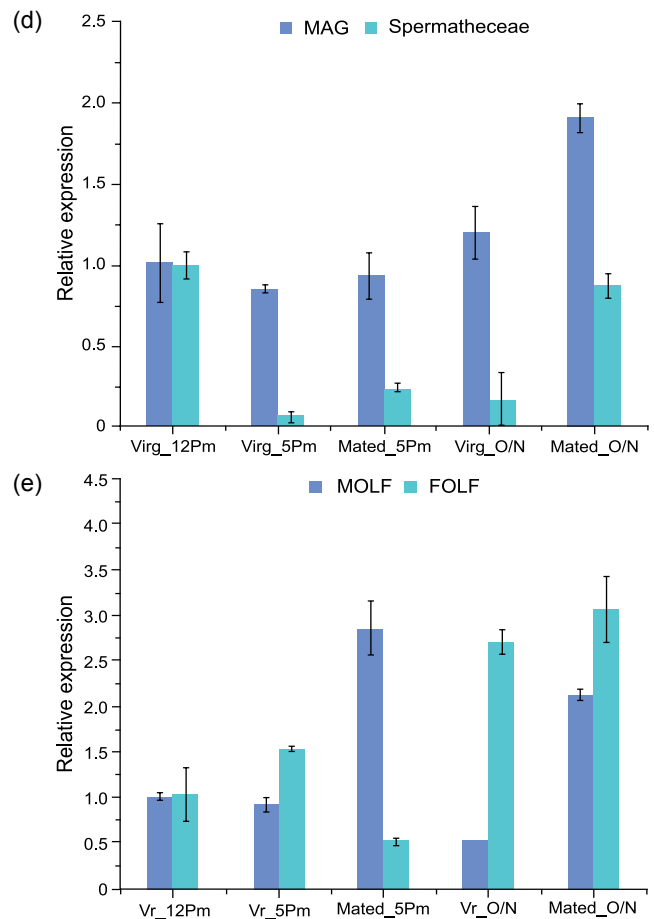 (d)
MAG Spermatheceae
Relative expression
2.5
2.0
1.5
1.0
0.5
0
Virg_12Pm Virg_5Pm Mated_5Pm Virg_O/N Mated_O/N
(e)
MOLF FOLF
Relative expression
4.5
4.0
3.5
3.0
2.5
2.0
1.5
1.0
0.5
0
Vr_12Pm Vr_5Pm Mated_5Pm Vr_O/N Mated_O/N